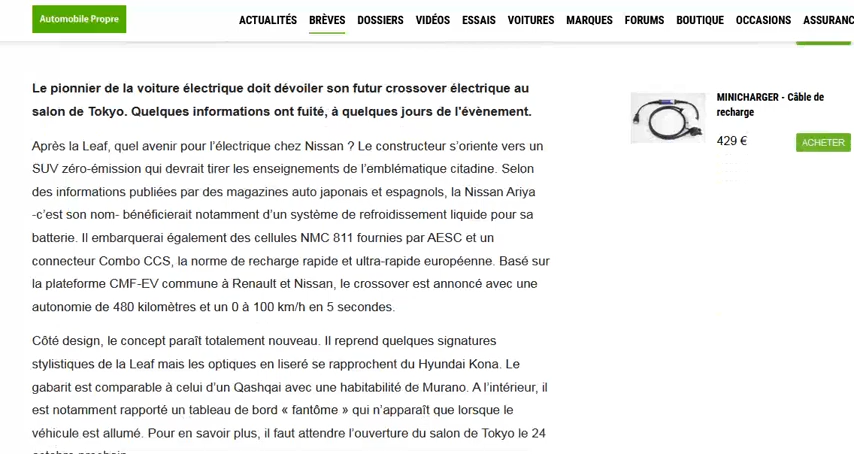 Automobile Propre
ACTUALITÉS BRÈVES DOSSIERS VIDÉOS ESSAIS VOITURES MARQUES FORUMS BOUTIQUE OCCASIONS ASSURANC
Le pionnier de la voiture électrique doit dévoiler son futur crossover électrique au
salon de Tokyo. Quelques informations ont fuité, à quelques jours de l'évènement.
Après la Leaf, quel avenir pour l'électrique chez Nissan ? Le constructeur s'oriente vers un
SUV zéro-émission qui devrait tirer les enseignements de l'emblématique citadine. Selon
des informations publiées par des magazines auto japonais et espagnols, la Nissan Ariya
-c'est son nom- bénéficierait notamment d'un système de refroidissement liquide pour sa
batterie. Il embarquerai également des cellules NMC 811 fournies par AESC et un
connecteur Combo CCS, la norme de recharge rapide et ultra-rapide européenne. Basé sur
la plateforme CMF-EV commune à Renault et Nissan, le crossover est annoncé avec une
autonomie de 480 kilomètres et un 0 à 100 km/h en 5 secondes.
Côté design, le concept paraît totalement nouveau. Il reprend quelques signatures
stylistiques de la Leaf mais les optiques en liseré se rapprochent du Hyundai Kona. Le
gabarit est comparable à celui d'un Qashqai avec une habitabilité de Murano. A l'intérieur, il
est notamment rapporté un tableau de bord « fantôme » qui n'apparaît que lorsque le
véhicule est allumé. Pour en savoir plus, il faut attendre l'ouverture du salon de Tokyo le 24
octobre prochain.
MINICHARGER - Câble de
recharge
429 €
ACHETER